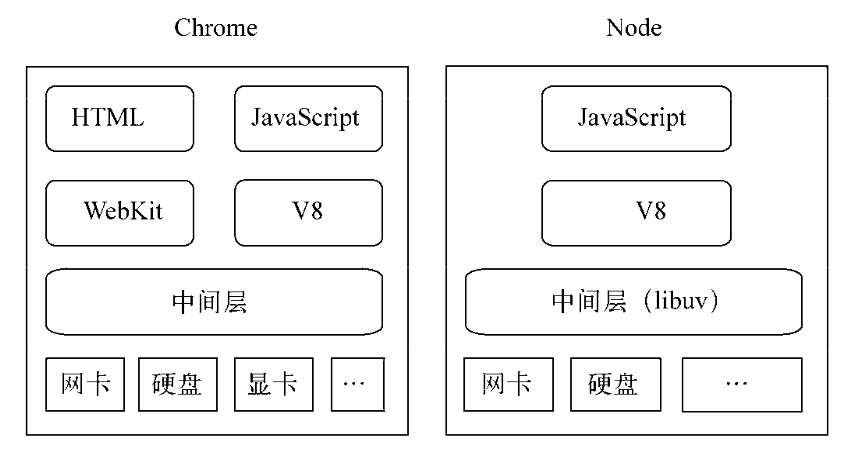 Chrome
Node
HTML
JavaScript
JavaScript
WebKit
V8
V8
中间层
中间层（libuv）
网卡
硬盘
显卡
…
网卡
硬盘
…